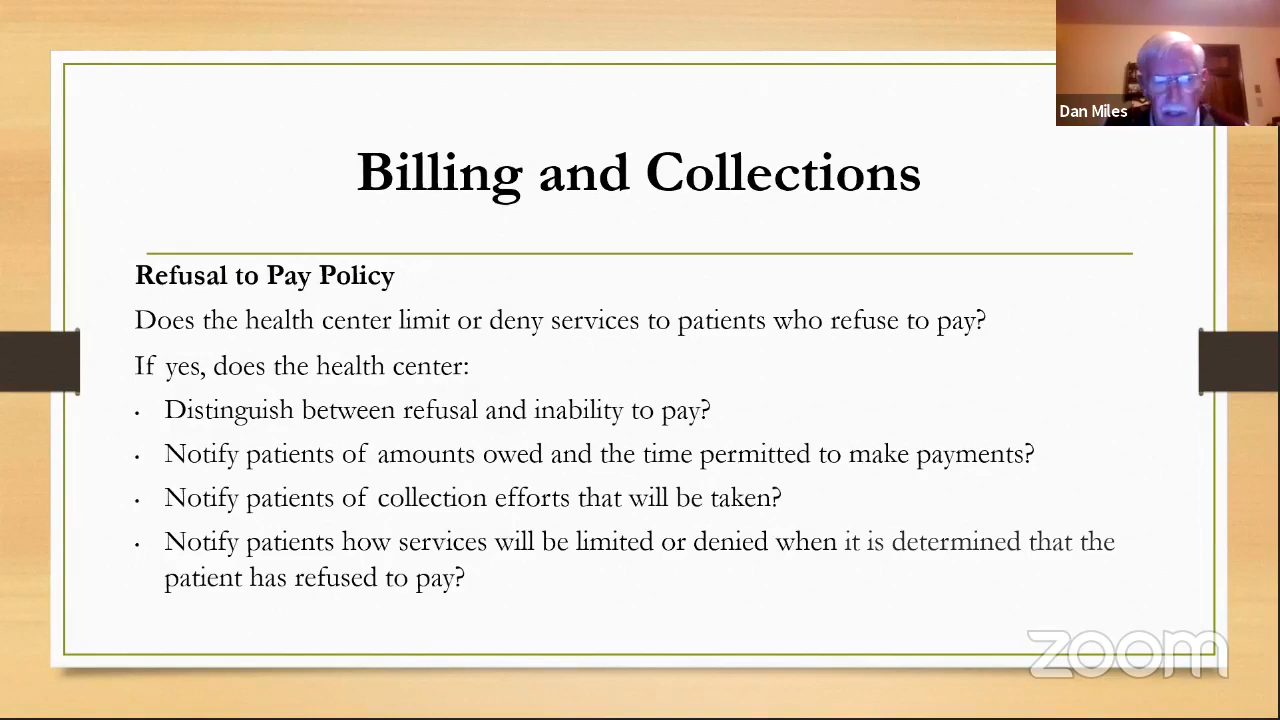 Dan Miles
Billing and Collections
Refusal to Pay Policy
Does the health center limit or deny services to patients who refuse to pay?
If yes, does the health center:
• Distinguish between refusal and inability to pay?
• Notify patients of amounts owed and the time permitted to make payments?
• Notify patients of collection efforts that will be taken?
• Notify patients how services will be limited or denied when it is determined that the
patient has refused to pay?
zoom